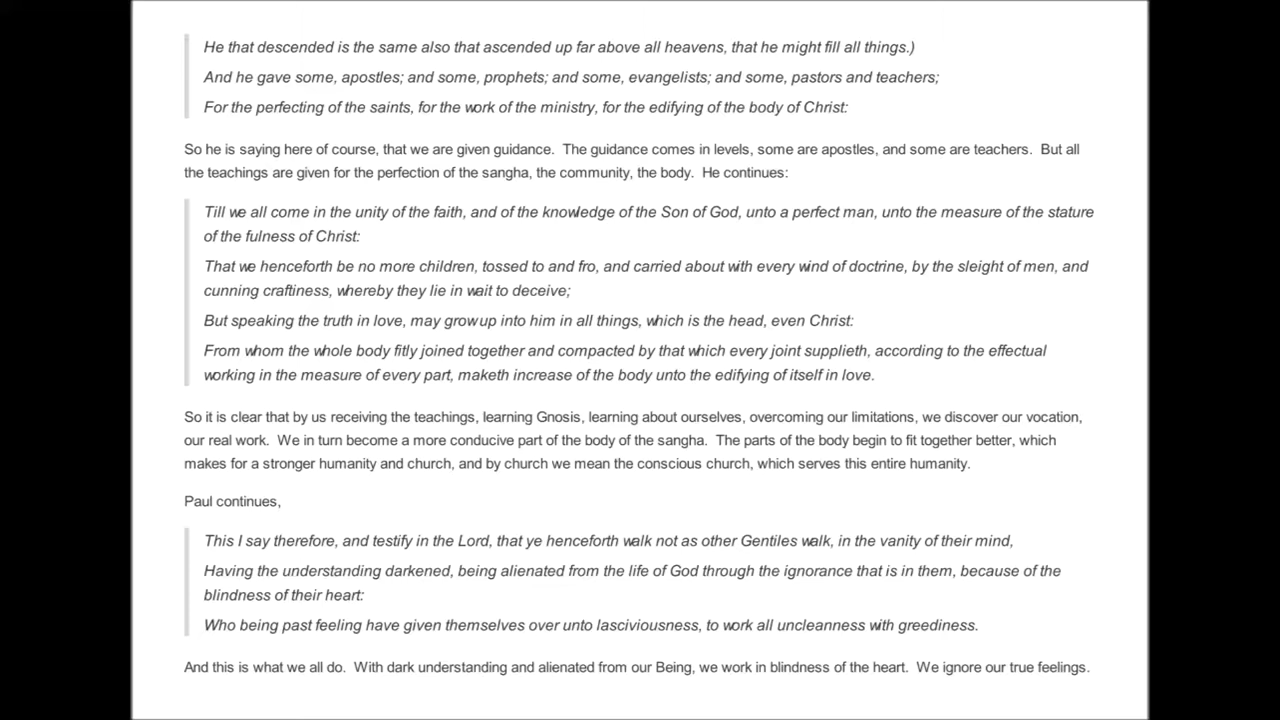 He that descended is the same also that ascended up far above all heavens, that he might fill all things.)
And he gave some, apostles; and some, prophets; and some, evangelists; and some, pastors and teachers;
For the perfecting of the saints, for the work of the ministry, for the edifying of the body of Christ:
So he is saying here of course, that we are given guidance.  The guidance comes in levels, some are apostles, and some are teachers.  But all
the teachings are given for the perfection of the sangha, the community, the body.  He continues:
Till we all come in the unity of the faith, and of the knowledge of the Son of God, unto a perfect man, unto the measure of the stature
of the fulness of Christ:
That we henceforth be no more children, tossed to and fro, and carried about with every wind of doctrine, by the sleight of men, and
cunning craftiness, whereby they lie in wait to deceive;
But speaking the truth in love, may grow up into him in all things, which is the head, even Christ:
From whom the whole body fitly joined together and compacted by that which every joint supplieth, according to the effectual
working in the measure of every part, maketh increase of the body unto the edifying of itself in love.
So it is clear that by us receiving the teachings, learning Gnosis, learning about ourselves, overcoming our limitations, we discover our vocation,
our real work.  We in turn become a more conducive part of the body of the sangha.  The parts of the body begin to fit together better, which
makes for a stronger humanity and church, and by church we mean the conscious church, which serves this entire humanity.
Paul continues,
This I say therefore, and testify in the Lord, that ye henceforth walk not as other Gentiles walk, in the vanity of their mind,
Having the understanding darkened, being alienated from the life of God through the ignorance that is in them, because of the
blindness of their heart:
Who being past feeling have given themselves over unto lasciviousness, to work all uncleanness with greediness.
And this is what we all do.  With dark understanding and alienated from our Being, we work in blindness of the heart.  We ignore our true feelings.